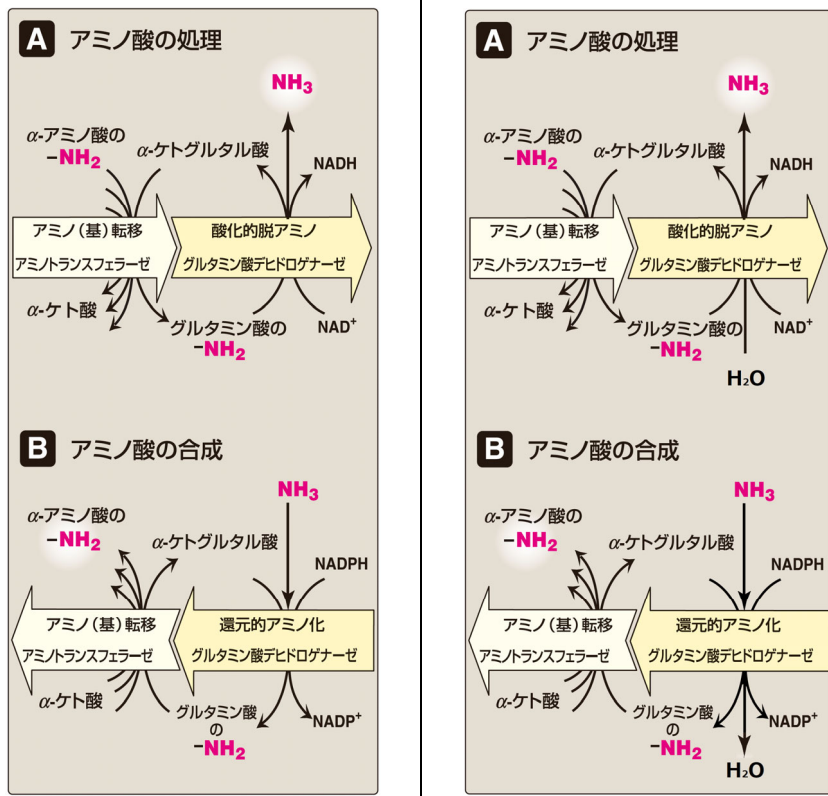 A アミノ酸の処理
NH₃
α-アミノ酸の
-NH₂
α-ケトグルタル酸
NADH
アミノ(基)転移
アミノトランスフェラーゼ
酸化的脱アミノ
グルタミン酸デヒドロゲナーゼ
α-ケト酸
グルタミン酸の
-NH₂
NAD⁺
B アミノ酸の合成
NH₃
α-アミノ酸の
-NH₂
α-ケトグルタル酸
NADPH
アミノ(基)転移
アミノトランスフェラーゼ
還元的アミノ化
グルタミン酸デヒドロゲナーゼ
α-ケト酸
グルタミン酸
の
-NH₂
NADP⁺
A アミノ酸の処理
NH₃
α-アミノ酸の
-NH₂
α-ケトグルタル酸
NADH
アミノ(基)転移
アミノトランスフェラーゼ
酸化的脱アミノ
グルタミン酸デヒドロゲナーゼ
α-ケト酸
グルタミン酸の
-NH₂
NAD⁺
H₂O
B アミノ酸の合成
NH₃
α-アミノ酸の
-NH₂
α-ケトグルタル酸
NADPH
アミノ(基)転移
アミノトランスフェラーゼ
還元的アミノ化
グルタミン酸デヒドロゲナーゼ
α-ケト酸
グルタミン酸
の
-NH₂
NADP⁺
H₂O